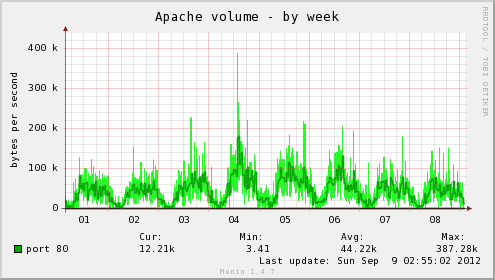 Apache volume - by week
RRDTOOL / TOBI OETIKER
bytes per second
400 k
300 k
200 k
100 k
0
01 02 03 04 05 06 07 08
Cur: Min: Avg: Max:
port 80 12.21k 3.41 44.22k 387.28k
Last update: Sun Sep 9 02:55:02 2012
Munin 1.4.7